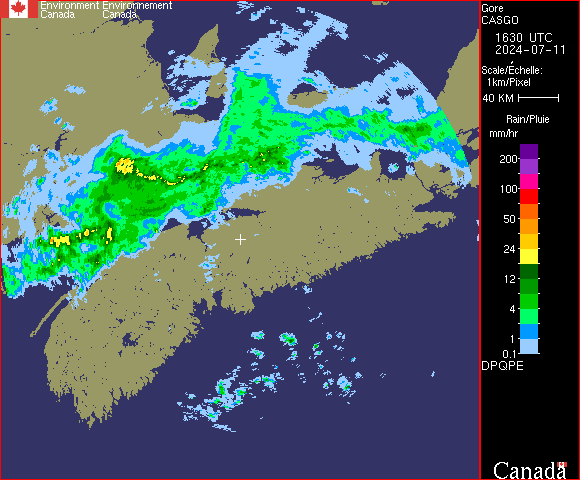 Environment Environnement
Canada Canada
Gore
CASGO
1630 UTC
2024-07-11
Scale/Échelle:
1km/Pixel
40 KM
Rain/Pluie
mm/hr
200
100
50
24
12
4
1
0.1
DPQPE
Canada